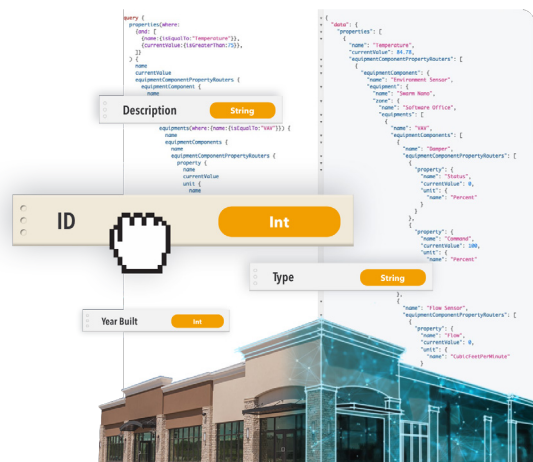 query {
properties(where:
{and: [
{name:{isEqualTo:"Temperature"}},
{currentValue:{isGreaterThan:75}},
]}
) {
name
currentValue
equipmentComponentPropertyRouters {
equipmentComponent {
name
Description String
equipments(where:{name:{isEqualTo:"VAV"}}) {
name
equipmentComponents {
name
equipmentComponentPropertyRouters {
property {
name
currentValue
unit {
name
ID Int
Type String
Year Built Int
{
"data": {
"properties": [
{
"name": "Temperature",
"currentValue": 84.78,
"equipmentComponentPropertyRouters": [
{
"equipmentComponent": {
"name": "Environment Sensor",
"equipment": {
"name": "Swarm Nano",
"zone": {
"name": "Software Office",
"equipments": [
{
"name": "VAV",
"equipmentComponents": [
{
"name": "Damper",
"equipmentComponentPropertyRouters": [
{
"property": {
"name": "Status",
"currentValue": 0,
"unit": {
"name": "Percent"
}
}
},
{
"property": {
"name": "Command",
"currentValue": 100,
"unit": {
"name": "Percent"
},
{
"name": "Flow Sensor",
"equipmentComponentPropertyRouters": [
{
"property": {
"name": "Flow",
"currentValue": 0,
"unit": {
"name": "CubicFeetPerMinute"
}